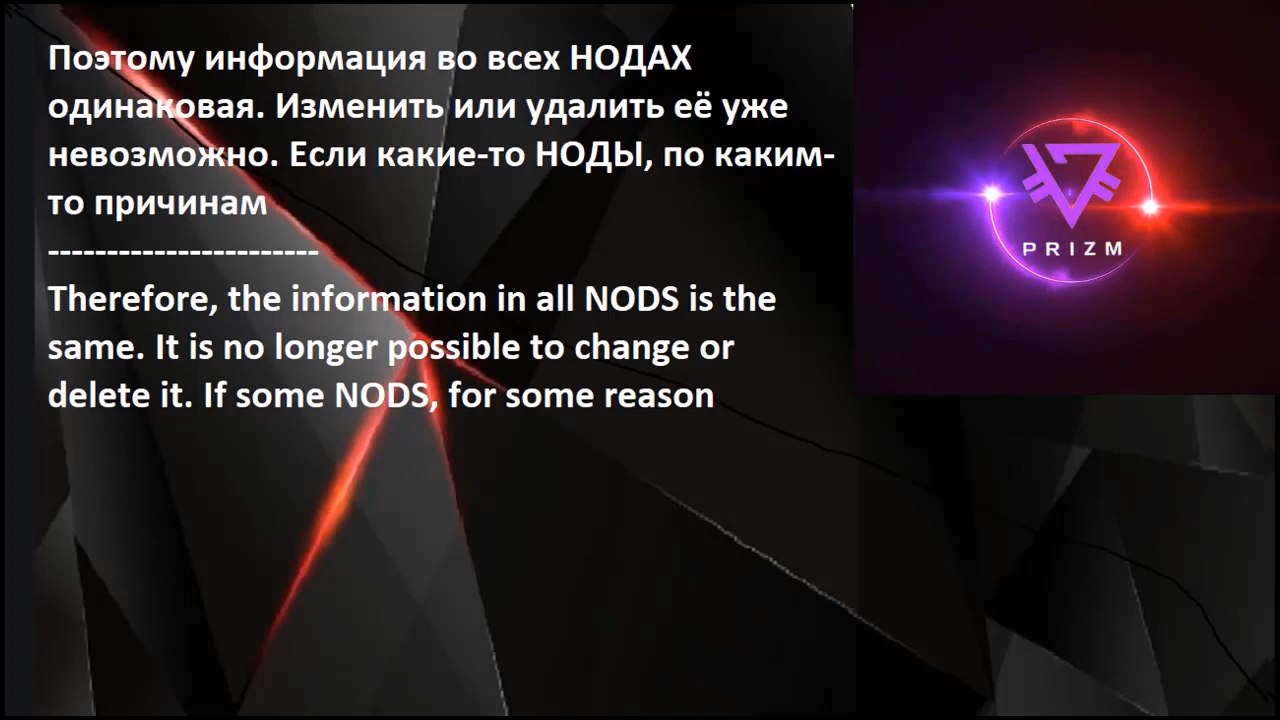 Поэтому информация во всех НОДАХ
одинаковая. Изменить или удалить её уже
невозможно. Если какие-то НОДЫ, по каким-
то причинам
-----------------------
Therefore, the information in all NODS is the
same. It is no longer possible to change or
delete it. If some NODS, for some reason
PRIZM